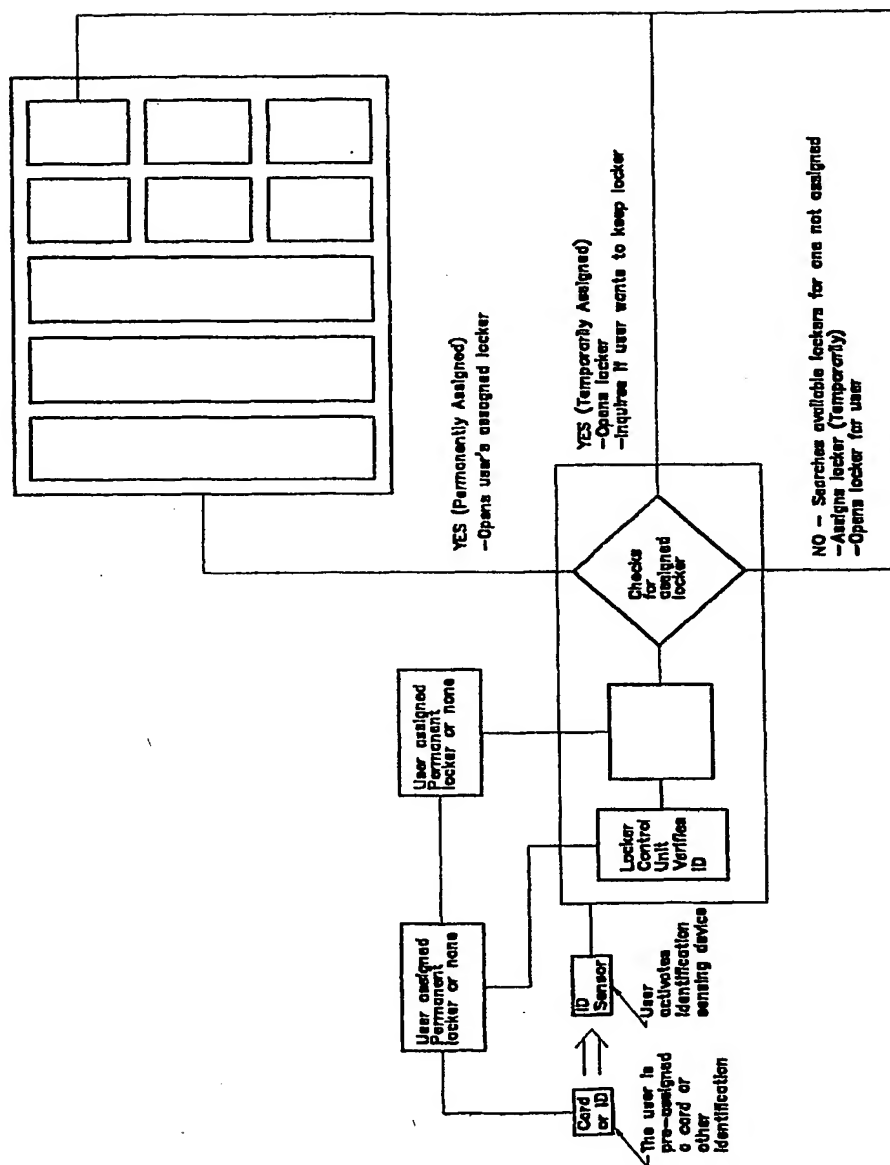 Card
or ID
The user is
pre-assigned
a card or
other
identification
ID
Sensor
User
activates
identification
sensing device
User assigned
Permanent
locker or none
User assigned
Permanent
locker or none
Locker
Control
Unit
Verifies
ID
Checks
for
assigned
locker
YES (Permanently Assigned)
-Opens user's assigned locker
YES (Temporarily Assigned)
-Opens locker
-Inquires if user wants to keep locker
NO - Searches available lockers for one not assigned
-Assigns locker (Temporarily)
-Opens locker for user